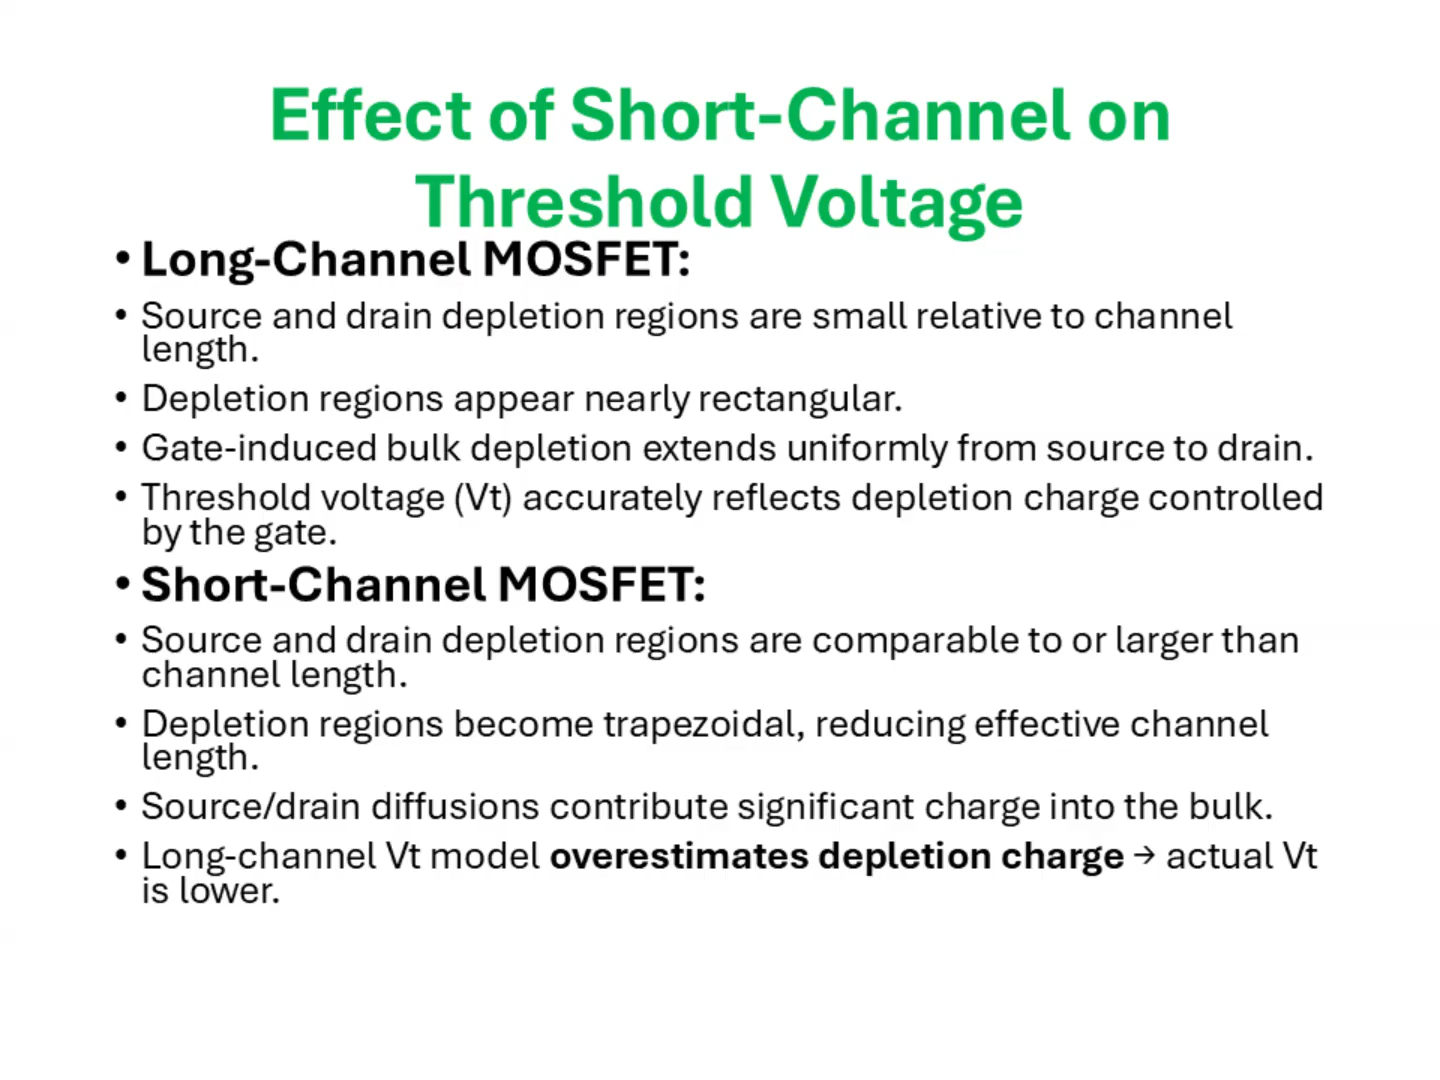 Effect of Short-Channel on
Threshold Voltage
• Long-Channel MOSFET:
• Source and drain depletion regions are small relative to channel
length.
• Depletion regions appear nearly rectangular.
• Gate-induced bulk depletion extends uniformly from source to drain.
• Threshold voltage (Vt) accurately reflects depletion charge controlled
by the gate.
• Short-Channel MOSFET:
• Source and drain depletion regions are comparable to or larger than
channel length.
• Depletion regions become trapezoidal, reducing effective channel
length.
• Source/drain diffusions contribute significant charge into the bulk.
• Long-channel Vt model overestimates depletion charge → actual Vt
is lower.